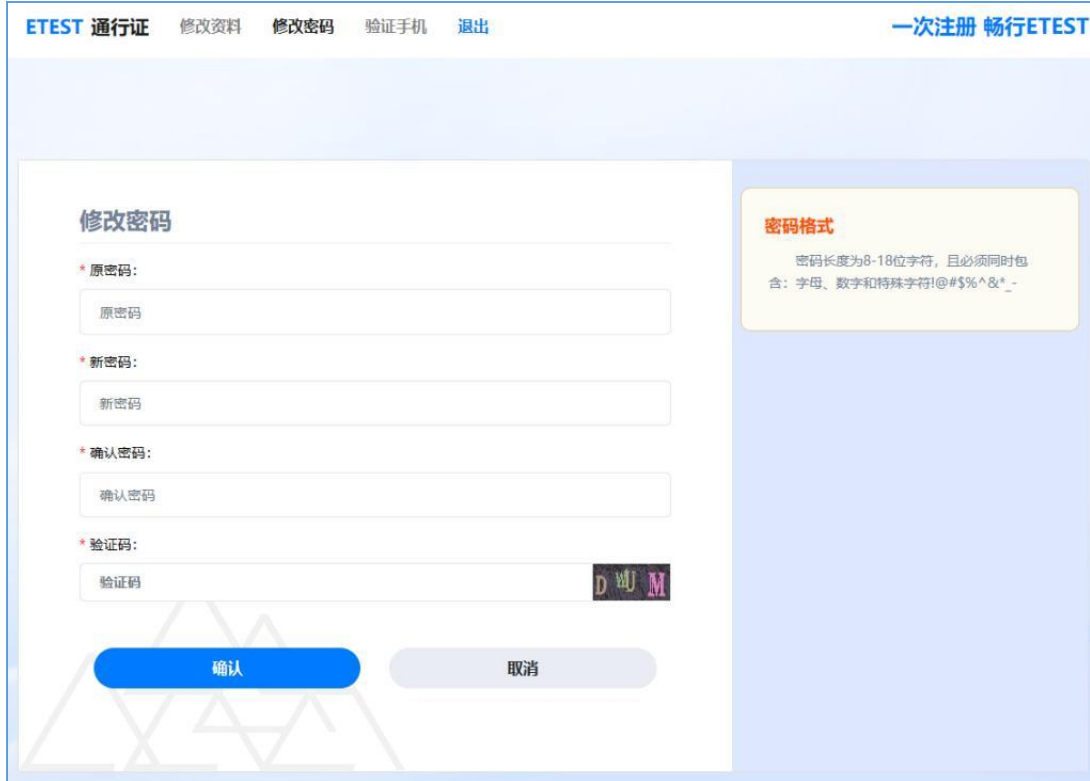 ETEST 通行证 修改资料 修改密码 验证手机 退出 一次注册 畅行ETEST
修改密码
* 原密码：
原密码
* 新密码：
新密码
* 确认密码：
确认密码
* 验证码：
验证码 D W U M
确认 取消
密码格式
密码长度为8-18位字符，且必须同时包
含：字母、数字和特殊字符!@#$%^&*_-